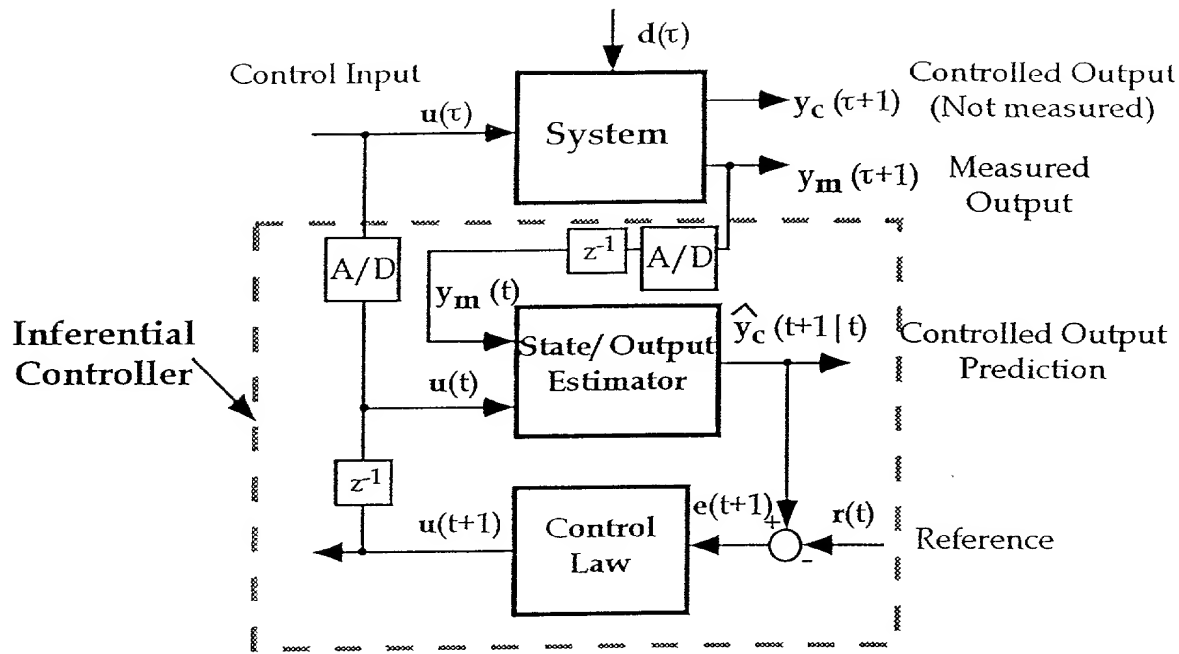 d(τ)
Control Input
Controlled Output
(Not measured)
u(τ)
System
y_c (τ+1)
y_m (τ+1)
Measured
Output
A/D
z⁻¹
A/D
y_m (t)
Inferential
Controller
State/Output
Estimator
ŷ_c (t+1|t)
Controlled Output
Prediction
u(t)
z⁻¹
u(t+1)
Control
Law
e(t+1)
+
-
r(t)
Reference